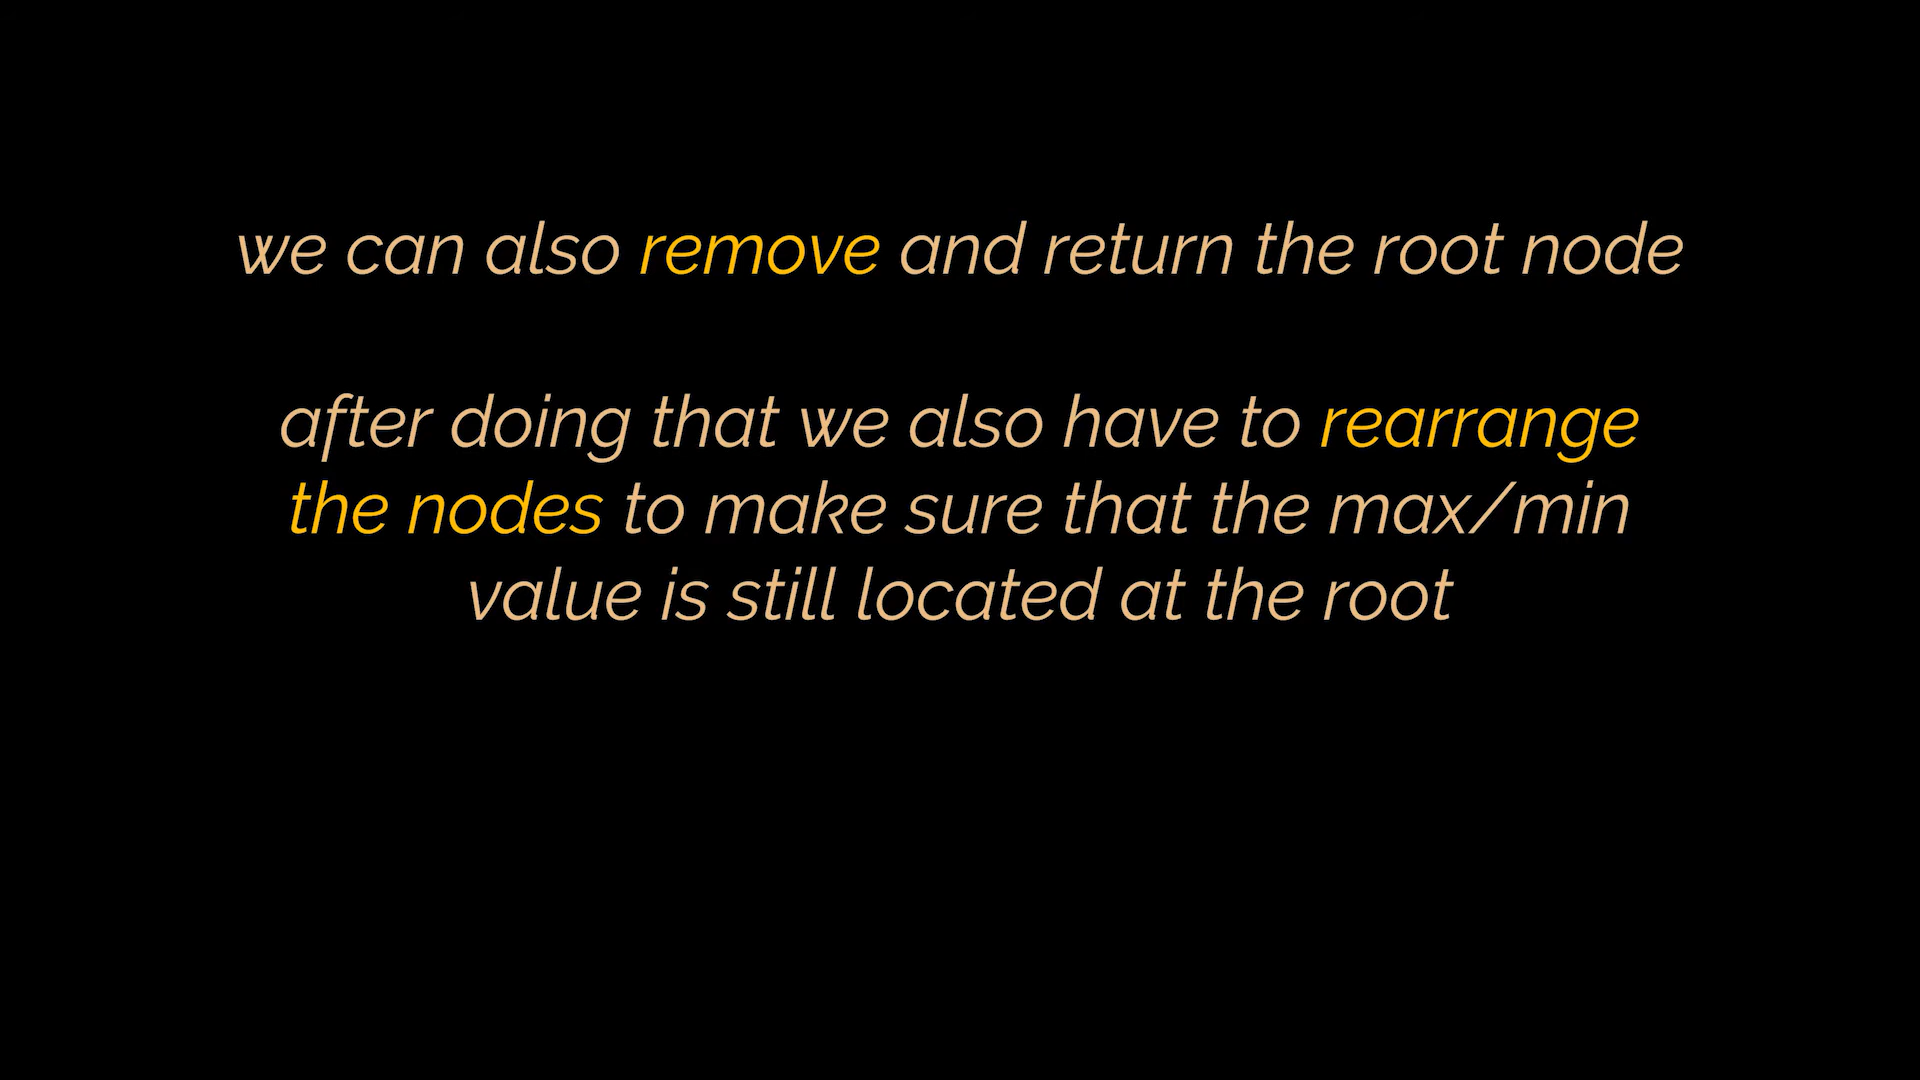 we can also remove and return the root node
after doing that we also have to rearrange
the nodes to make sure that the max/min
value is still located at the root